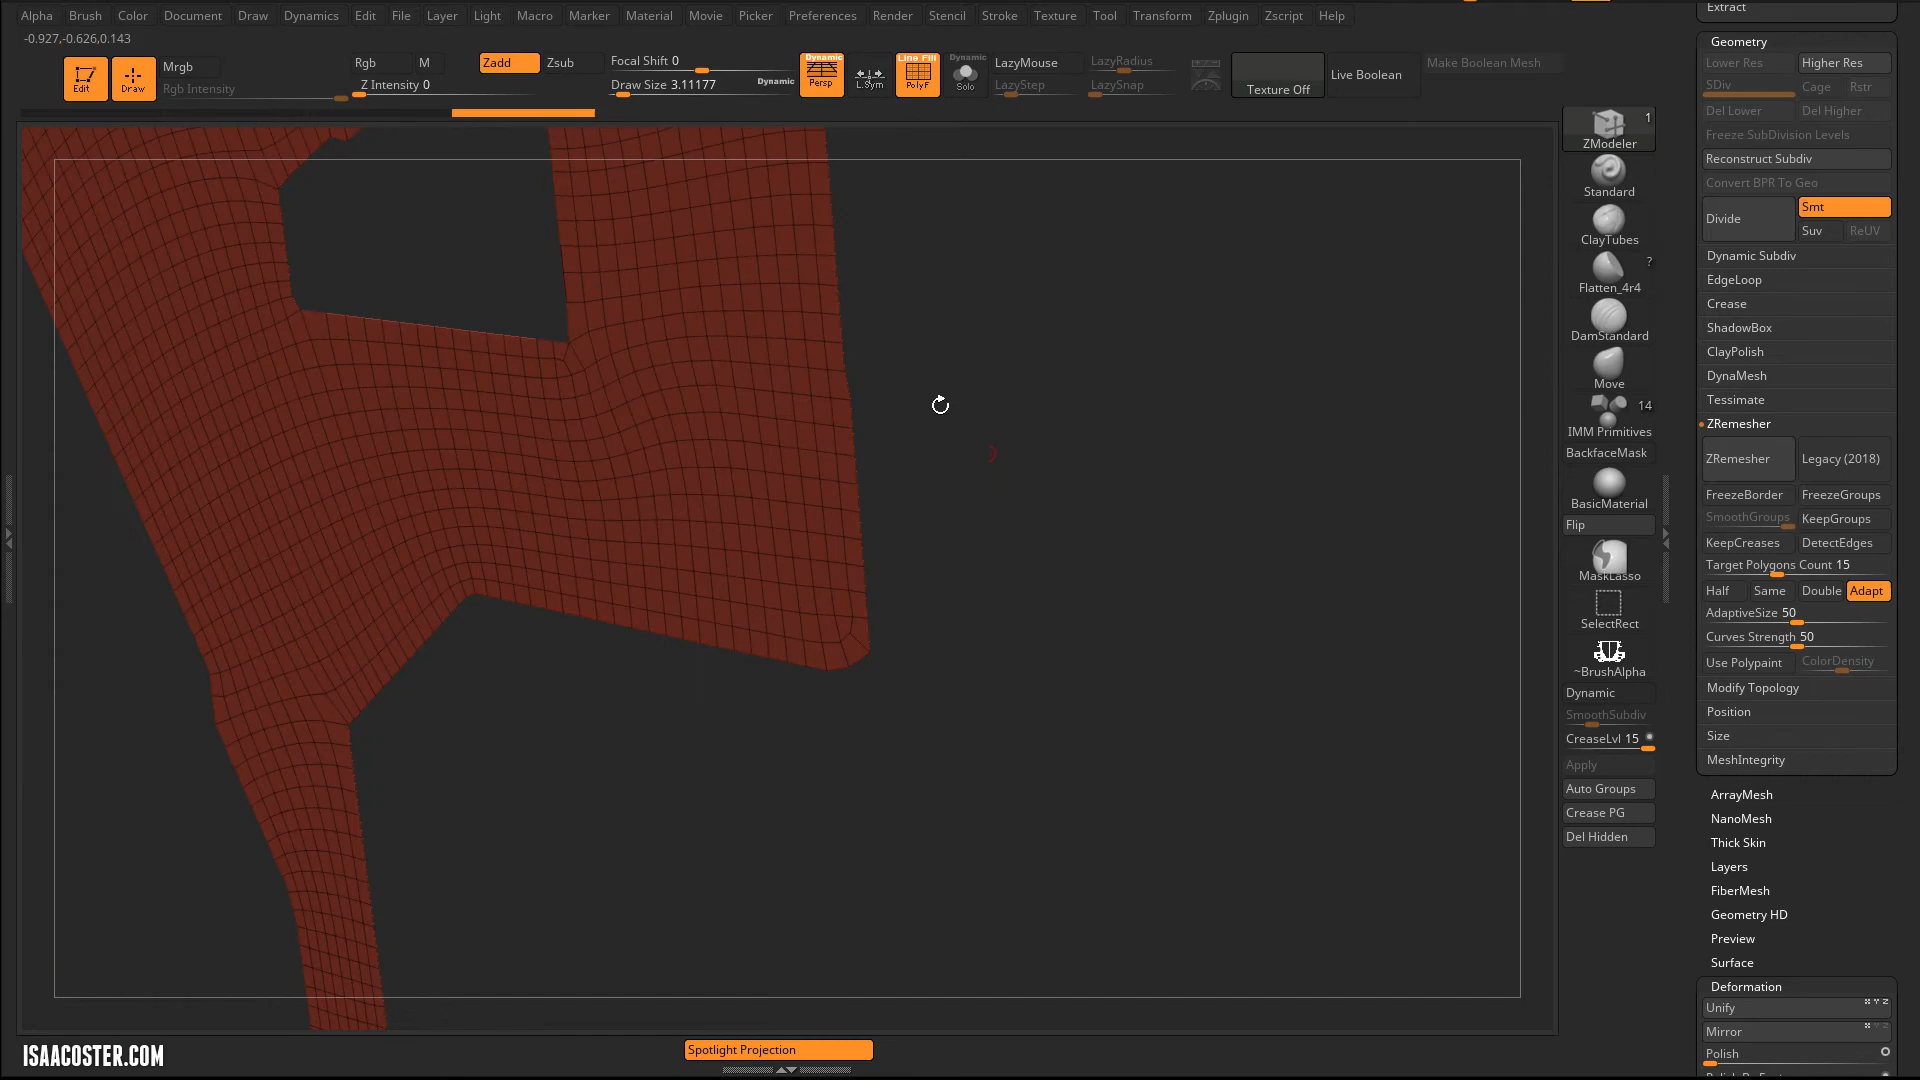 Alpha Brush Color Document Draw Dynamics Edit File Layer Light Macro Marker Material Movie Picker Preferences Render Stencil Stroke Texture Tool Transform Zplugin Zscript Help
-0.927,-0.626,0.143
Edit
Draw
Mrgb
Rgb Intensity
Rgb M
Z Intensity 0
Zadd Zsub
Focal Shift 0
Draw Size 3.11177
Dynamic
Dynamic
Persp
L.Sym
Line Fill
PolyF
Dynamic
Solo
LazyMouse
LazyStep
LazyRadius
LazySnap
Texture Off
Live Boolean
Make Boolean Mesh
1
ZModeler
Standard
ClayTubes
?
Flatten_4r4
DamStandard
Move
14
IMM Primitives
BackfaceMask
BasicMaterial
Flip
MaskLasso
SelectRect
~BrushAlpha
Dynamic
SmoothSubdiv
CreaseLvl 15
Apply
Auto Groups
Crease PG
Del Hidden
Extract
Geometry
Lower Res Higher Res
SDiv Cage Rstr
Del Lower Del Higher
Freeze SubDivision Levels
Reconstruct Subdiv
Convert BPR To Geo
Divide
Smt
Suv ReUV
Dynamic Subdiv
EdgeLoop
Crease
ShadowBox
ClayPolish
DynaMesh
Tessimate
ZRemesher
ZRemesher Legacy (2018)
FreezeBorder FreezeGroups
SmoothGroups KeepGroups
KeepCreases DetectEdges
Target Polygons Count 15
Half Same Double Adapt
AdaptiveSize 50
Curves Strength 50
Use Polypaint ColorDensity
Modify Topology
Position
Size
MeshIntegrity
ArrayMesh
NanoMesh
Thick Skin
Layers
FiberMesh
Geometry HD
Preview
Surface
Deformation
Unify
Mirror
Polish
ISAACOSTER.COM
Spotlight Projection